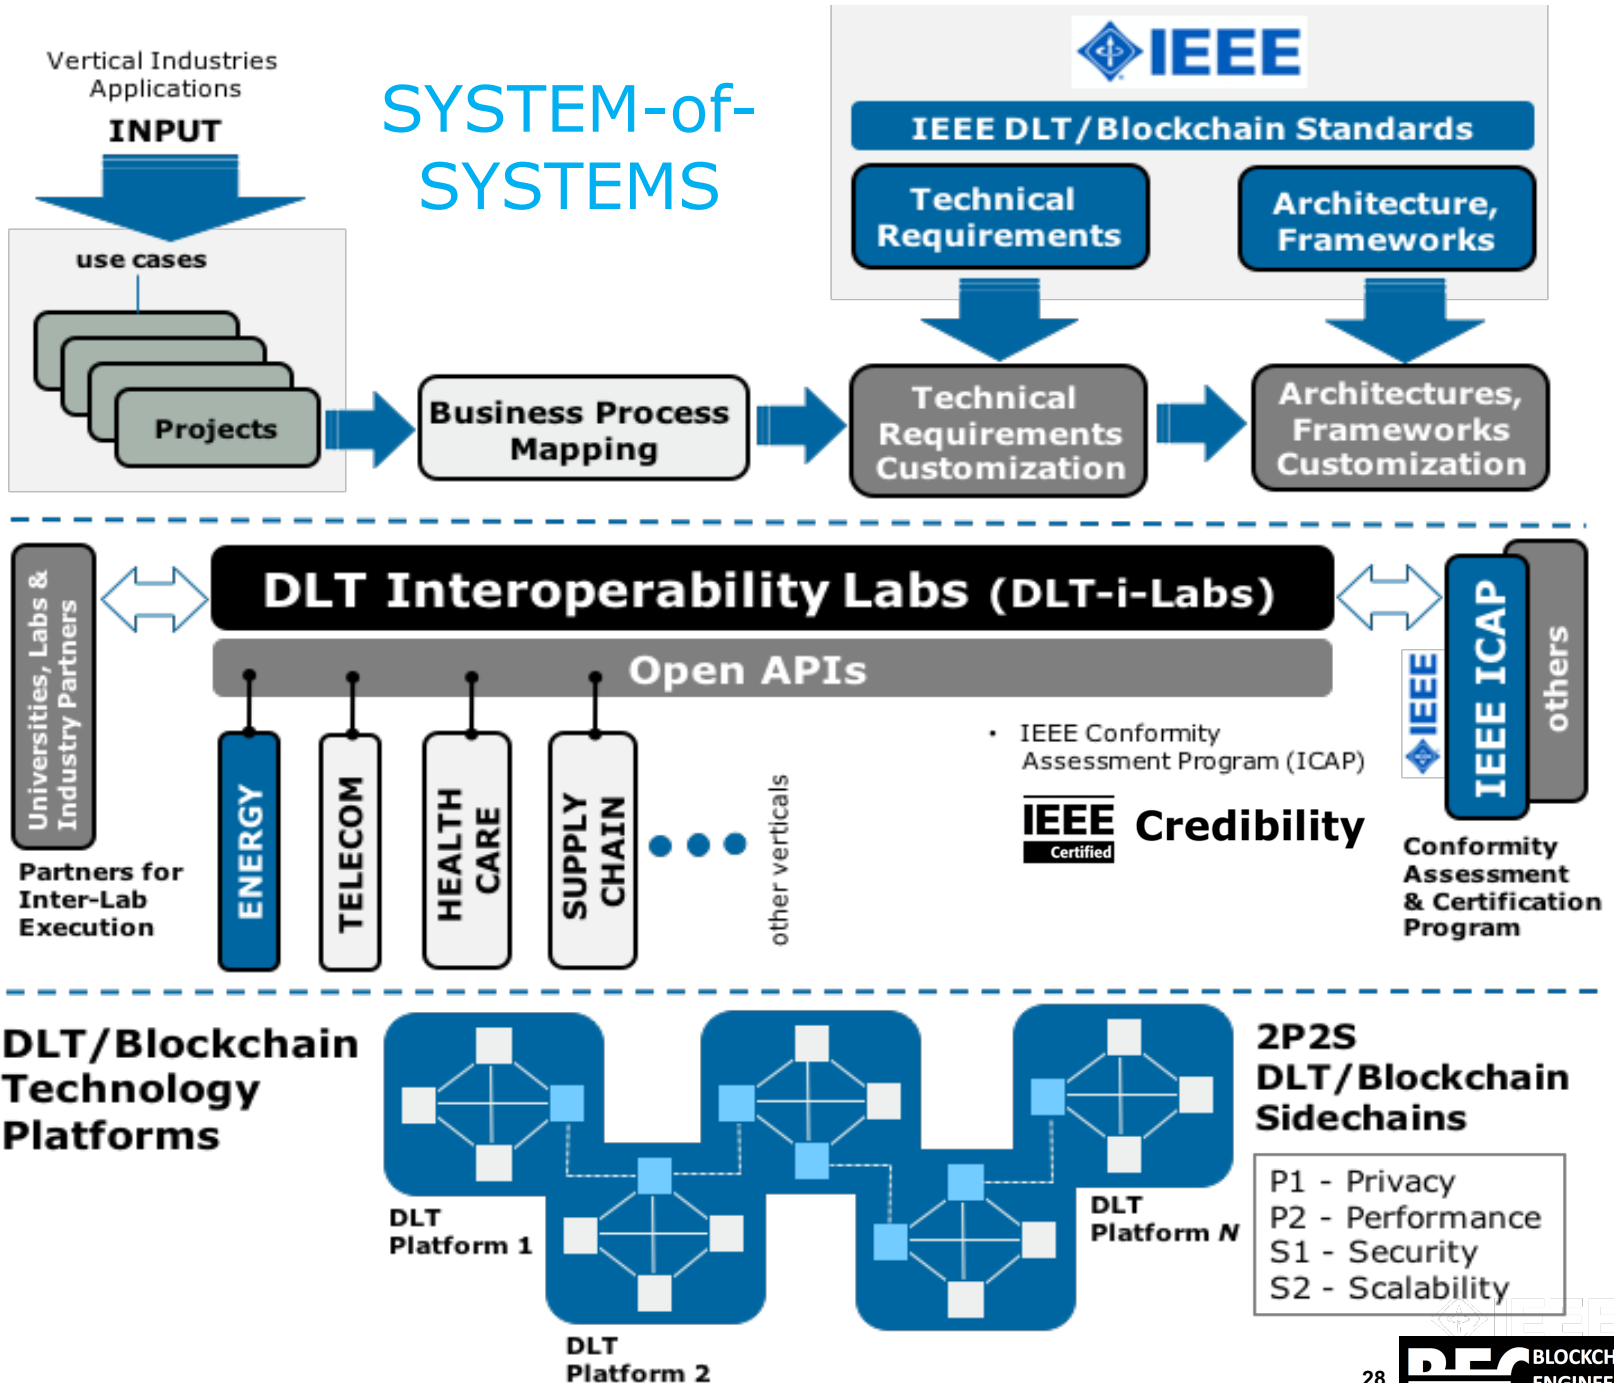 Vertical Industries
Applications
INPUT
SYSTEM-of-
SYSTEMS
IEEE
IEEE DLT/Blockchain Standards
Technical
Requirements
Architecture,
Frameworks
use cases
Projects
Business Process
Mapping
Technical
Requirements
Customization
Architectures,
Frameworks
Customization
Universities, Labs &
Industry Partners
DLT Interoperability Labs (DLT-i-Labs)
Open APIs
IEEE
IEEE ICAP
others
Partners for
Inter-Lab
Execution
ENERGY
TELECOM
HEALTH
CARE
SUPPLY
CHAIN
other verticals
• IEEE Conformity
Assessment Program (ICAP)
IEEE
Certified
Credibility
Conformity
Assessment
& Certification
Program
DLT/Blockchain
Technology
Platforms
DLT
Platform 1
DLT
Platform 2
DLT
Platform N
2P2S
DLT/Blockchain
Sidechains
P1 - Privacy
P2 - Performance
S1 - Security
S2 - Scalability
IEEE
28